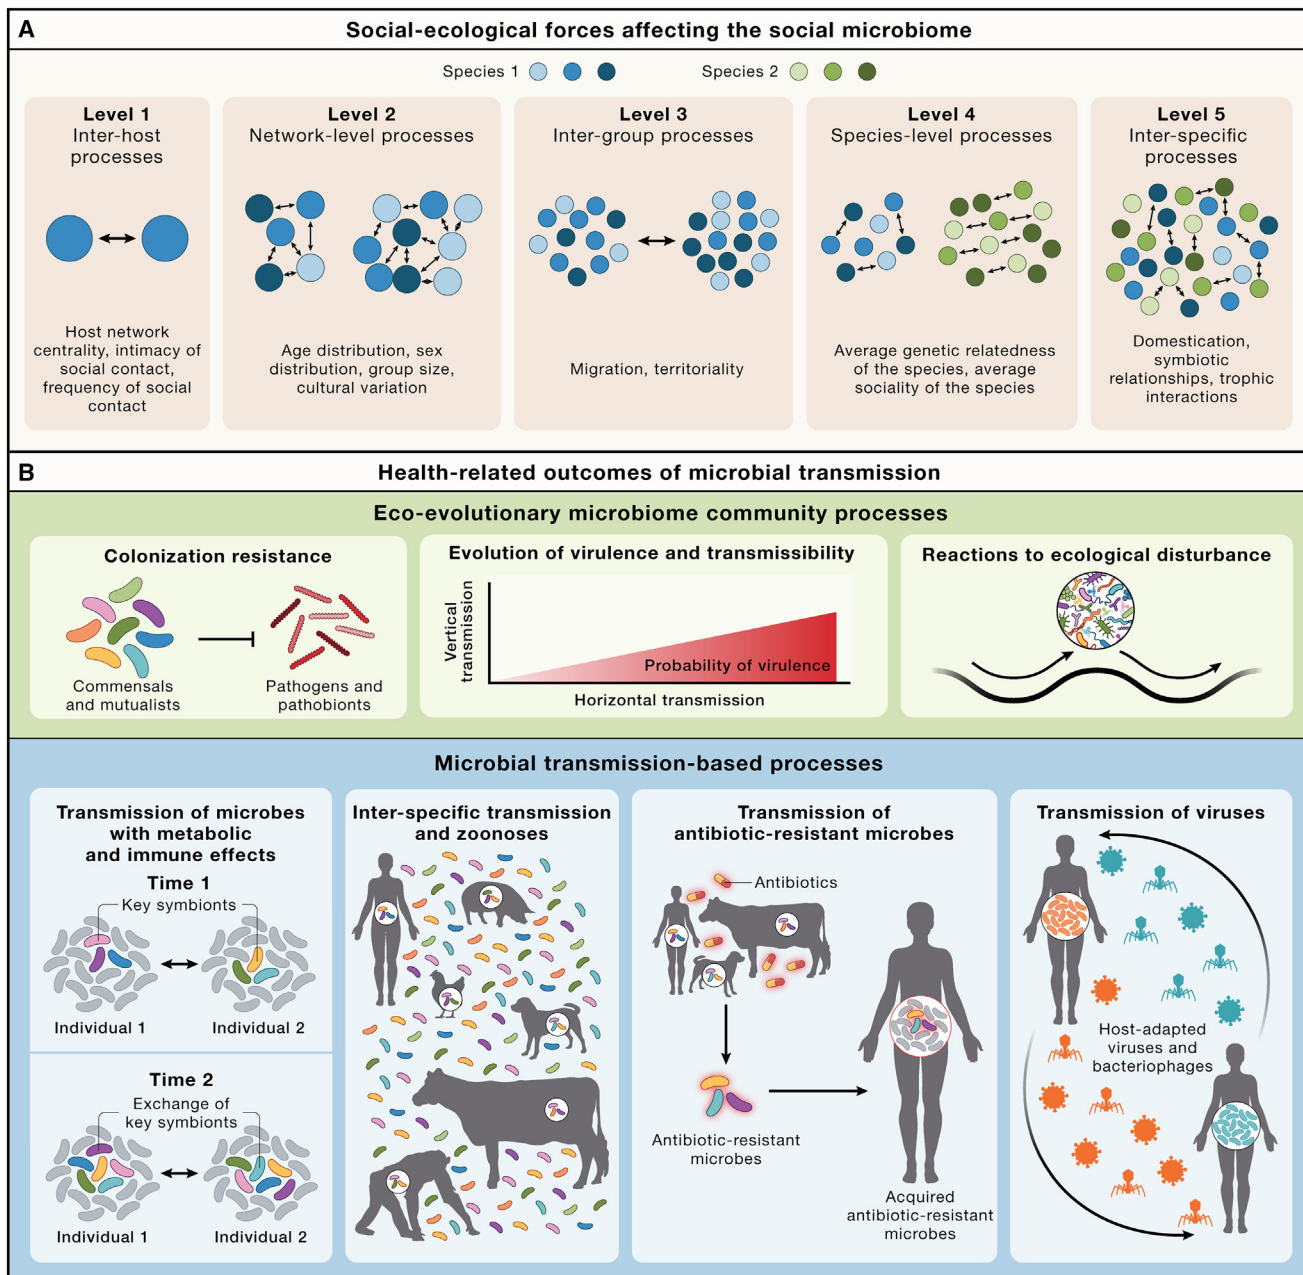 A
Social-ecological forces affecting the social microbiome
Species 1
Species 2
Level 1
Inter-host
processes
Host network
centrality, intimacy of
social contact,
frequency of social
contact
Level 2
Network-level processes
Age distribution, sex
distribution, group size,
cultural variation
Level 3
Inter-group processes
Migration, territoriality
Level 4
Species-level processes
Average genetic relatedness
of the species, average
sociality of the species
Level 5
Inter-specific
processes
Domestication,
symbiotic
relationships, trophic
interactions
B
Health-related outcomes of microbial transmission
Eco-evolutionary microbiome community processes
Colonization resistance
Commensals
and mutualists
Pathogens and
pathobionts
Evolution of virulence and transmissibility
Vertical
transmission
Probability of virulence
Horizontal transmission
Reactions to ecological disturbance
Microbial transmission-based processes
Transmission of microbes
with metabolic
and immune effects
Time 1
Key symbionts
Individual 1
Individual 2
Time 2
Exchange of
key symbionts
Individual 1
Individual 2
Inter-specific transmission
and zoonoses
Transmission of
antibiotic-resistant microbes
Antibiotics
Antibiotic-resistant
microbes
Acquired
antibiotic-resistant
microbes
Transmission of viruses
Host-adapted
viruses and
bacteriophages